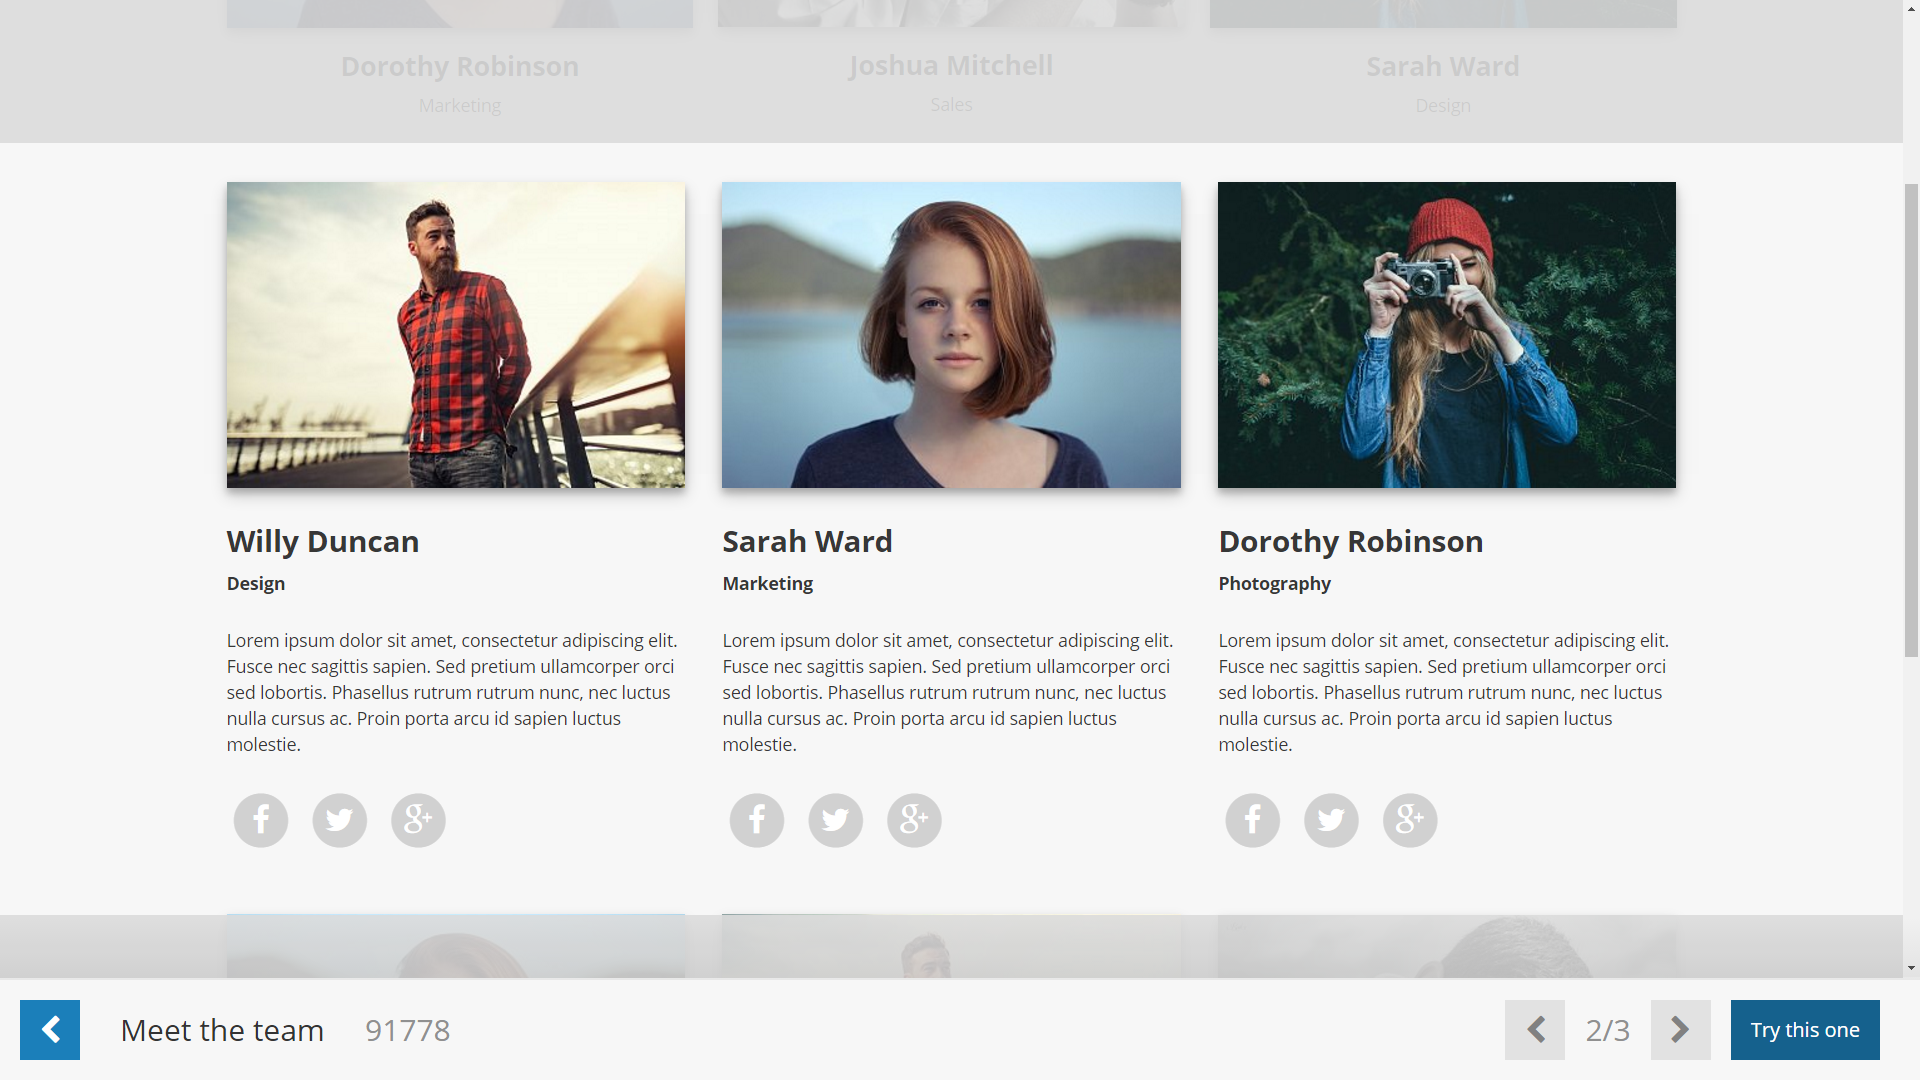 Dorothy Robinson
Joshua Mitchell
Sarah Ward
Marketing
Sales
Design
Willy Duncan
Design
Lorem ipsum dolor sit amet, consectetur adipiscing elit.
Fusce nec sagittis sapien. Sed pretium ullamcorper orci
sed lobortis. Phasellus rutrum rutrum nunc, nec luctus
nulla cursus ac. Proin porta arcu id sapien luctus
molestie.
Sarah Ward
Marketing
Lorem ipsum dolor sit amet, consectetur adipiscing elit.
Fusce nec sagittis sapien. Sed pretium ullamcorper orci
sed lobortis. Phasellus rutrum rutrum nunc, nec luctus
nulla cursus ac. Proin porta arcu id sapien luctus
molestie.
Dorothy Robinson
Photography
Lorem ipsum dolor sit amet, consectetur adipiscing elit.
Fusce nec sagittis sapien. Sed pretium ullamcorper orci
sed lobortis. Phasellus rutrum rutrum nunc, nec luctus
nulla cursus ac. Proin porta arcu id sapien luctus
molestie.
Meet the team 91778
2/3
Try this one